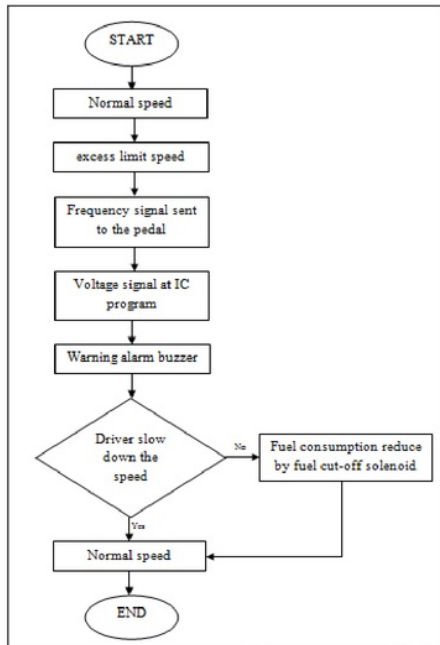 START
Normal speed
excess limit speed
Frequency signal sent
to the pedal
Voltage signal at IC
program
Warning alarm buzzer
Driver slow
down the
speed
No
Fuel consumption reduce
by fuel cut-off solenoid
Yes
Normal speed
END